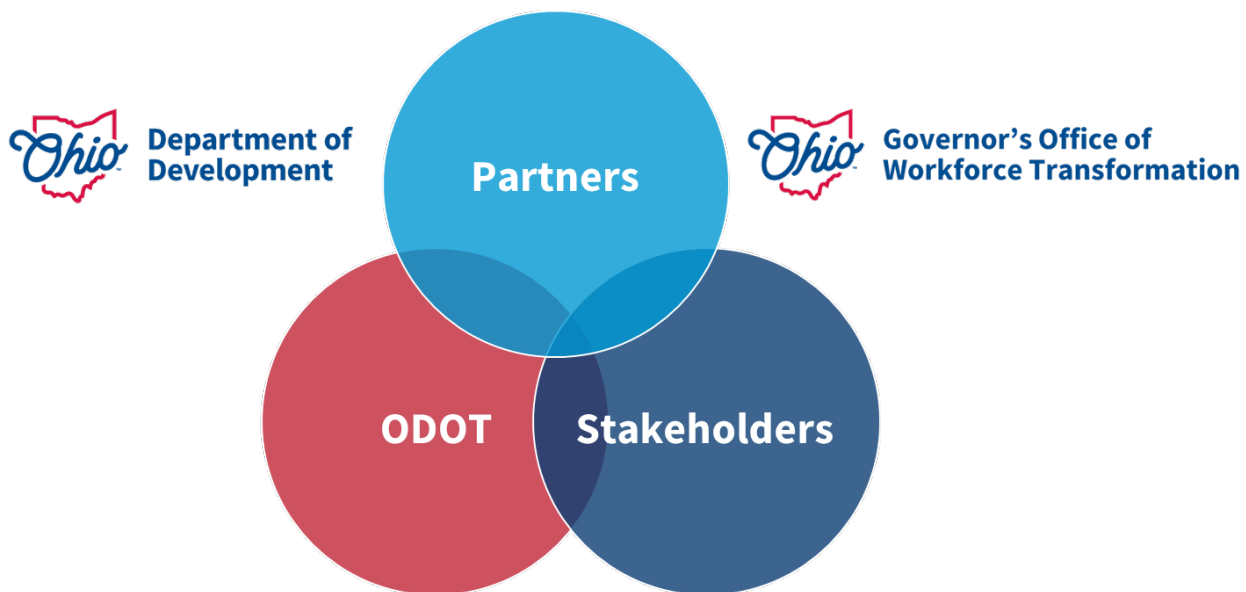 Ohio
Department of
Development
Partners
Ohio
Governor's Office of
Workforce Transformation
ODOT
Stakeholders